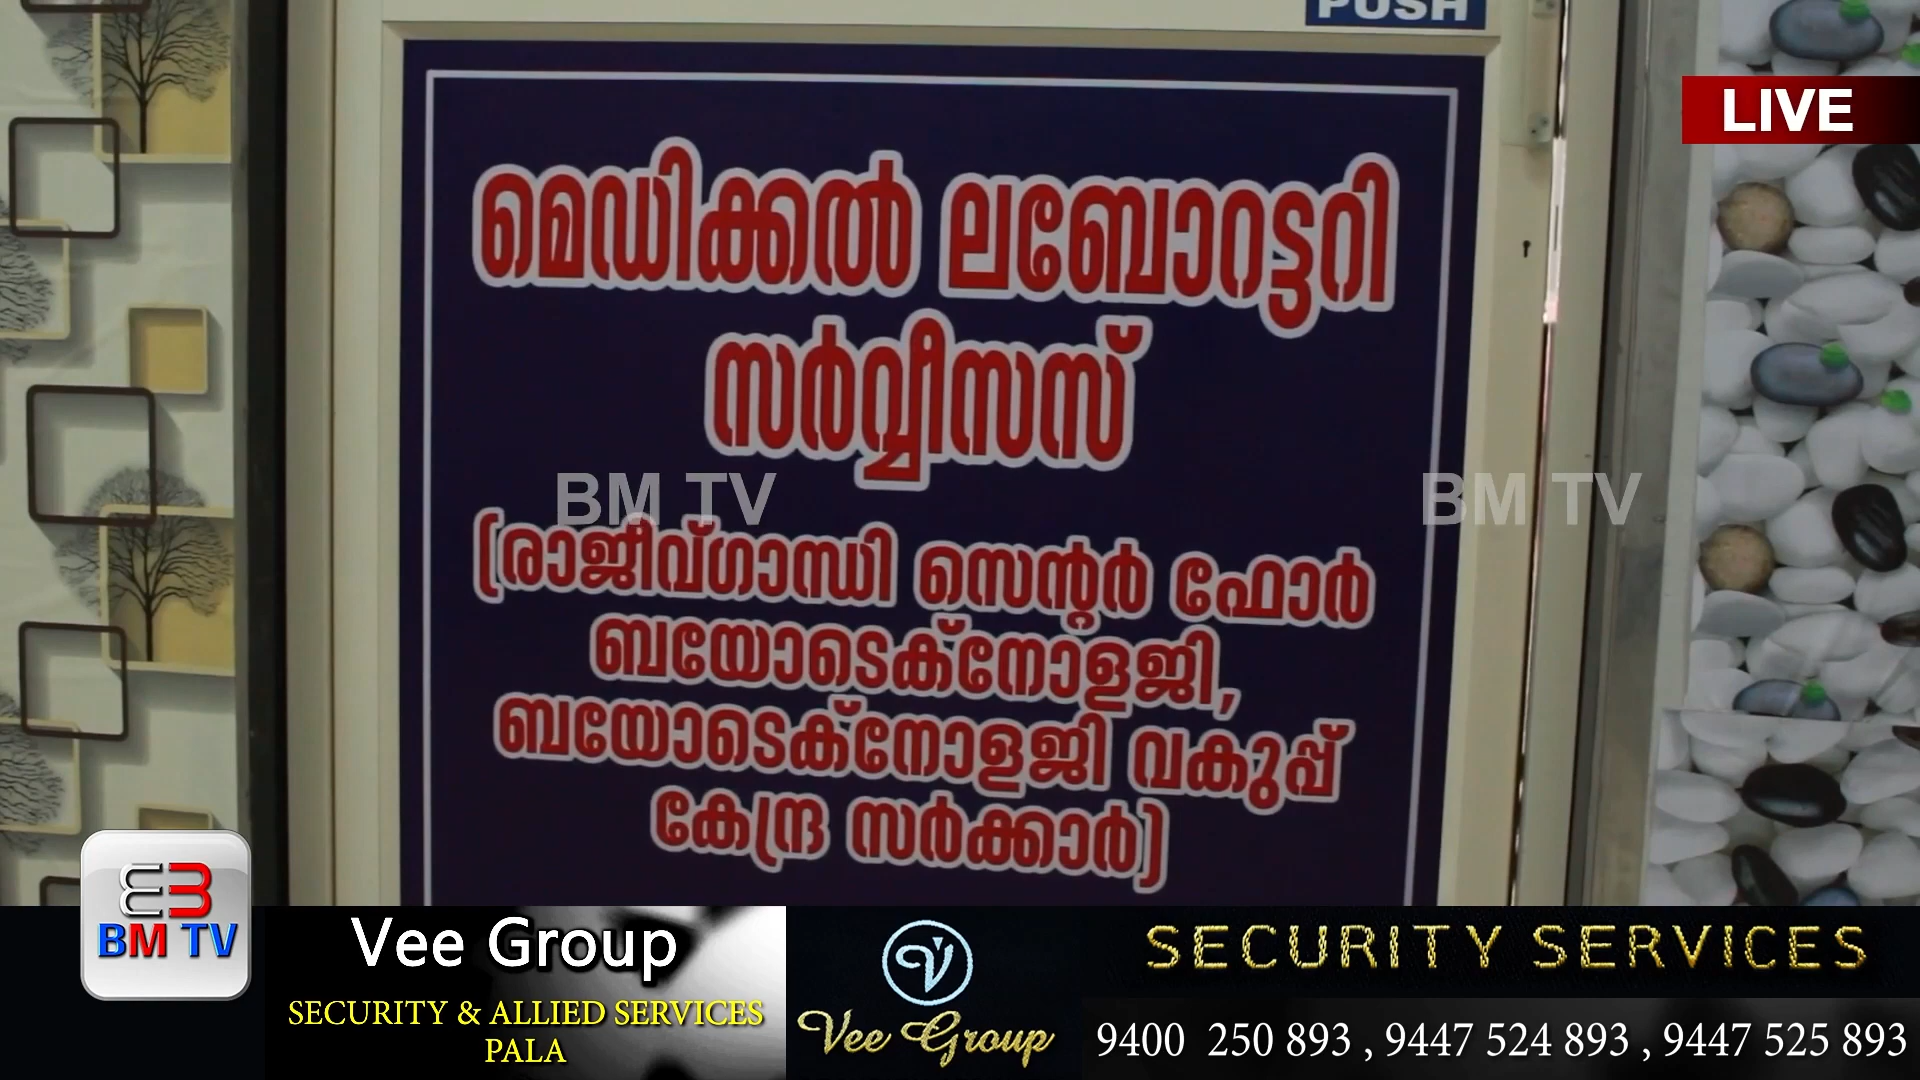 PUSH
LIVE
മെഡിക്കൽ ലബോറട്ടറി
സർവ്വീസസ്
BM TV
BM TV
(രാജീവ്ഗാന്ധി സെന്റർ ഫോർ
ബയോടെക്നോളജി,
ബയോടെക്നോളജി വകുപ്പ്
കേന്ദ്ര സർക്കാർ)
BM TV
Vee Group
SECURITY & ALLIED SERVICES
PALA
Vee Group
SECURITY SERVICES
9400 250 893 , 9447 524 893 , 9447 525 893